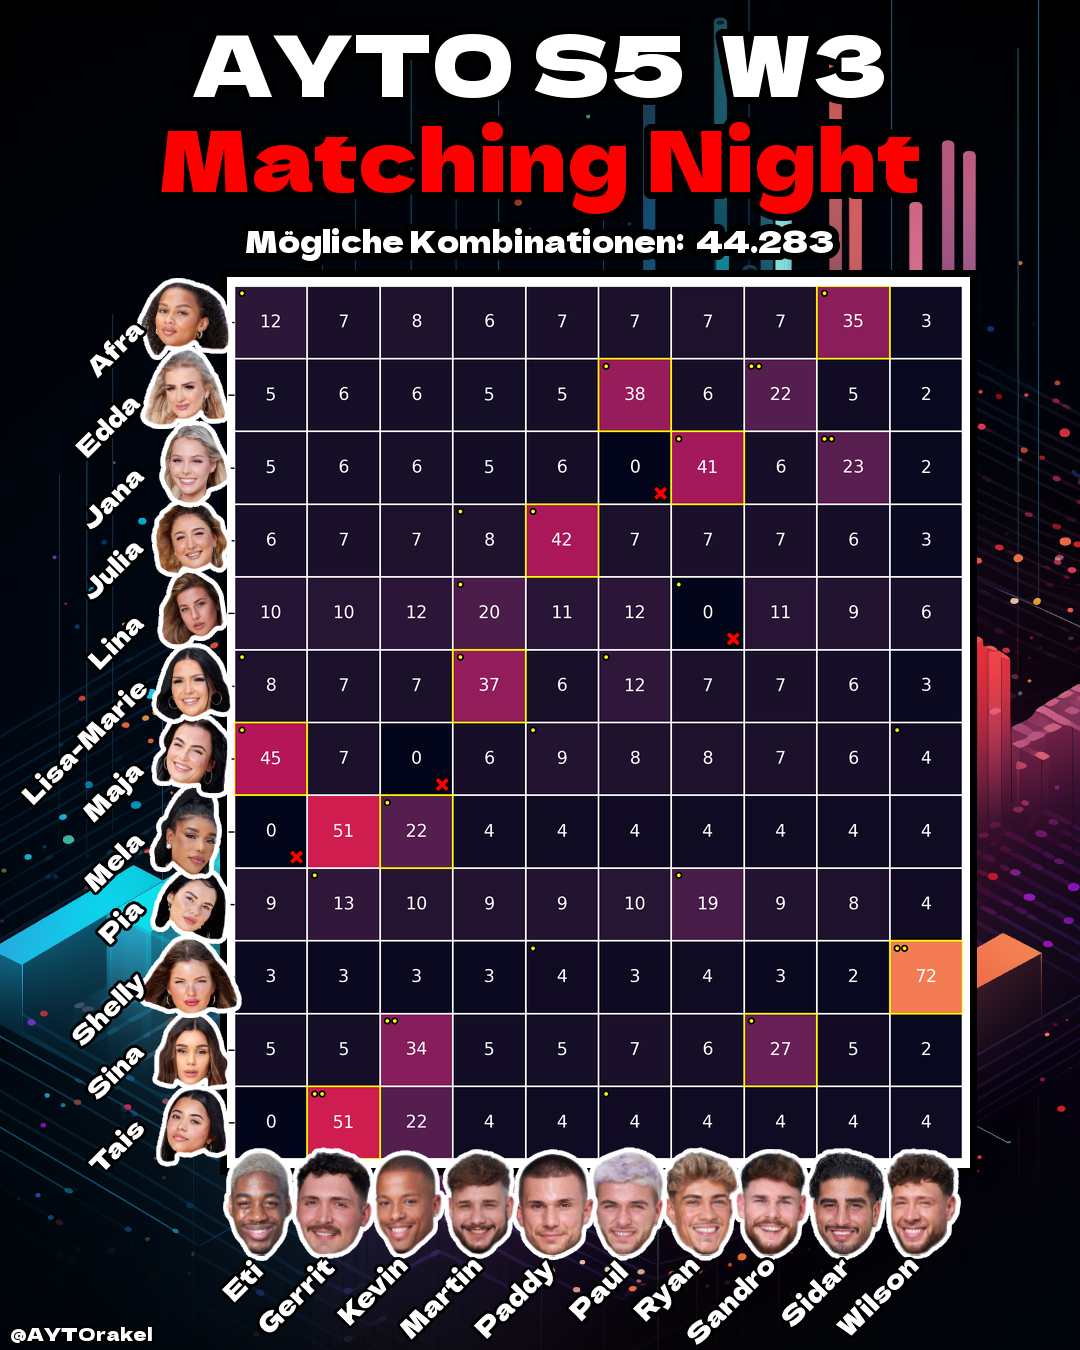 AYTO S5 W3
Matching Night
Mögliche Kombinationen: 44.283
Afra 12 7 8 6 7 7 7 7 35 3
Edda 5 6 6 5 5 38 6 22 5 2
Jana 5 6 6 5 6 0 41 6 23 2
Julia 6 7 7 8 42 7 7 7 6 3
Lina 10 10 12 20 11 12 0 11 9 6
Lisa-Marie 8 7 7 37 6 12 7 7 6 3
Maja 45 7 0 6 9 8 8 7 6 4
Mela 0 51 22 4 4 4 4 4 4 4
Pia 9 13 10 9 9 10 19 9 8 4
Shelly 3 3 3 3 4 3 4 3 2 72
Sina 5 5 34 5 5 7 6 27 5 2
Tais 0 51 22 4 4 4 4 4 4 4
Eti Gerrit Kevin Martin Paddy Paul Ryan Sandro Sidar Wilson
@AYTOrakel